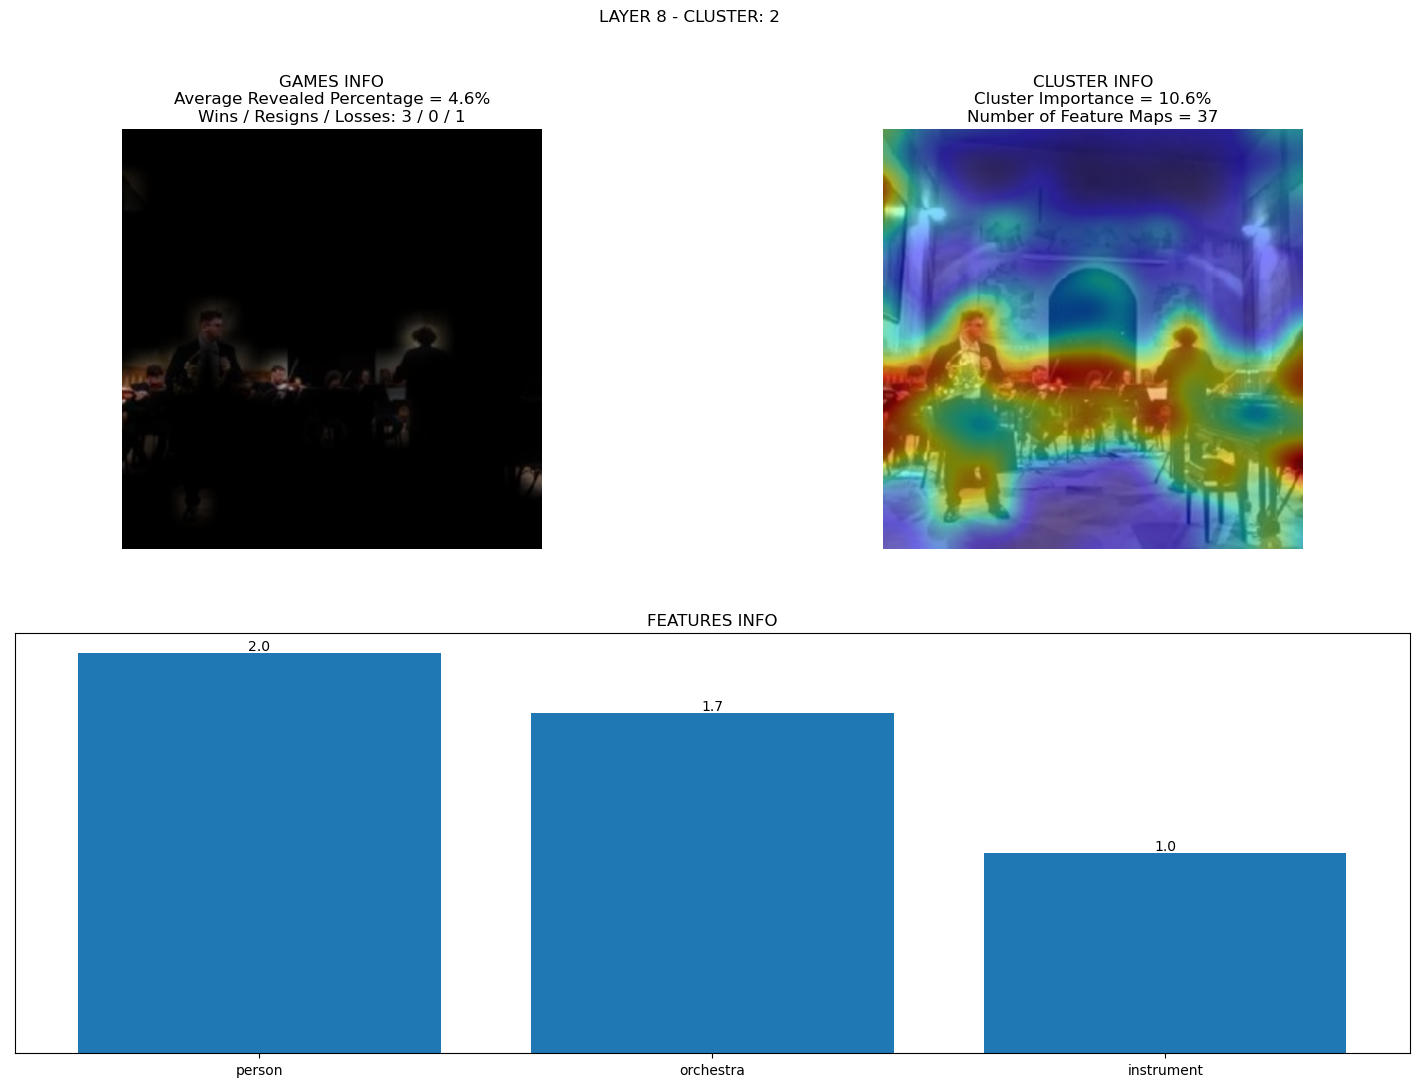 LAYER 8 - CLUSTER: 2
GAMES INFO
Average Revealed Percentage = 4.6%
Wins / Resigns / Losses: 3 / 0 / 1
CLUSTER INFO
Cluster Importance = 10.6%
Number of Feature Maps = 37
FEATURES INFO
2.0
1.7
1.0
person
orchestra
instrument